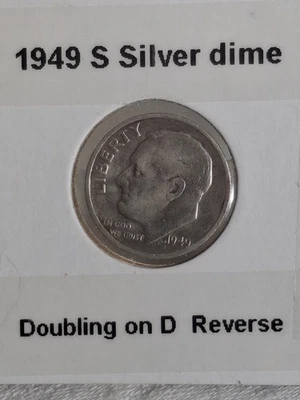 1949 S Silver dime
LIBERTY
IN GOD
WE TRUST
1949
Doubling on D Reverse